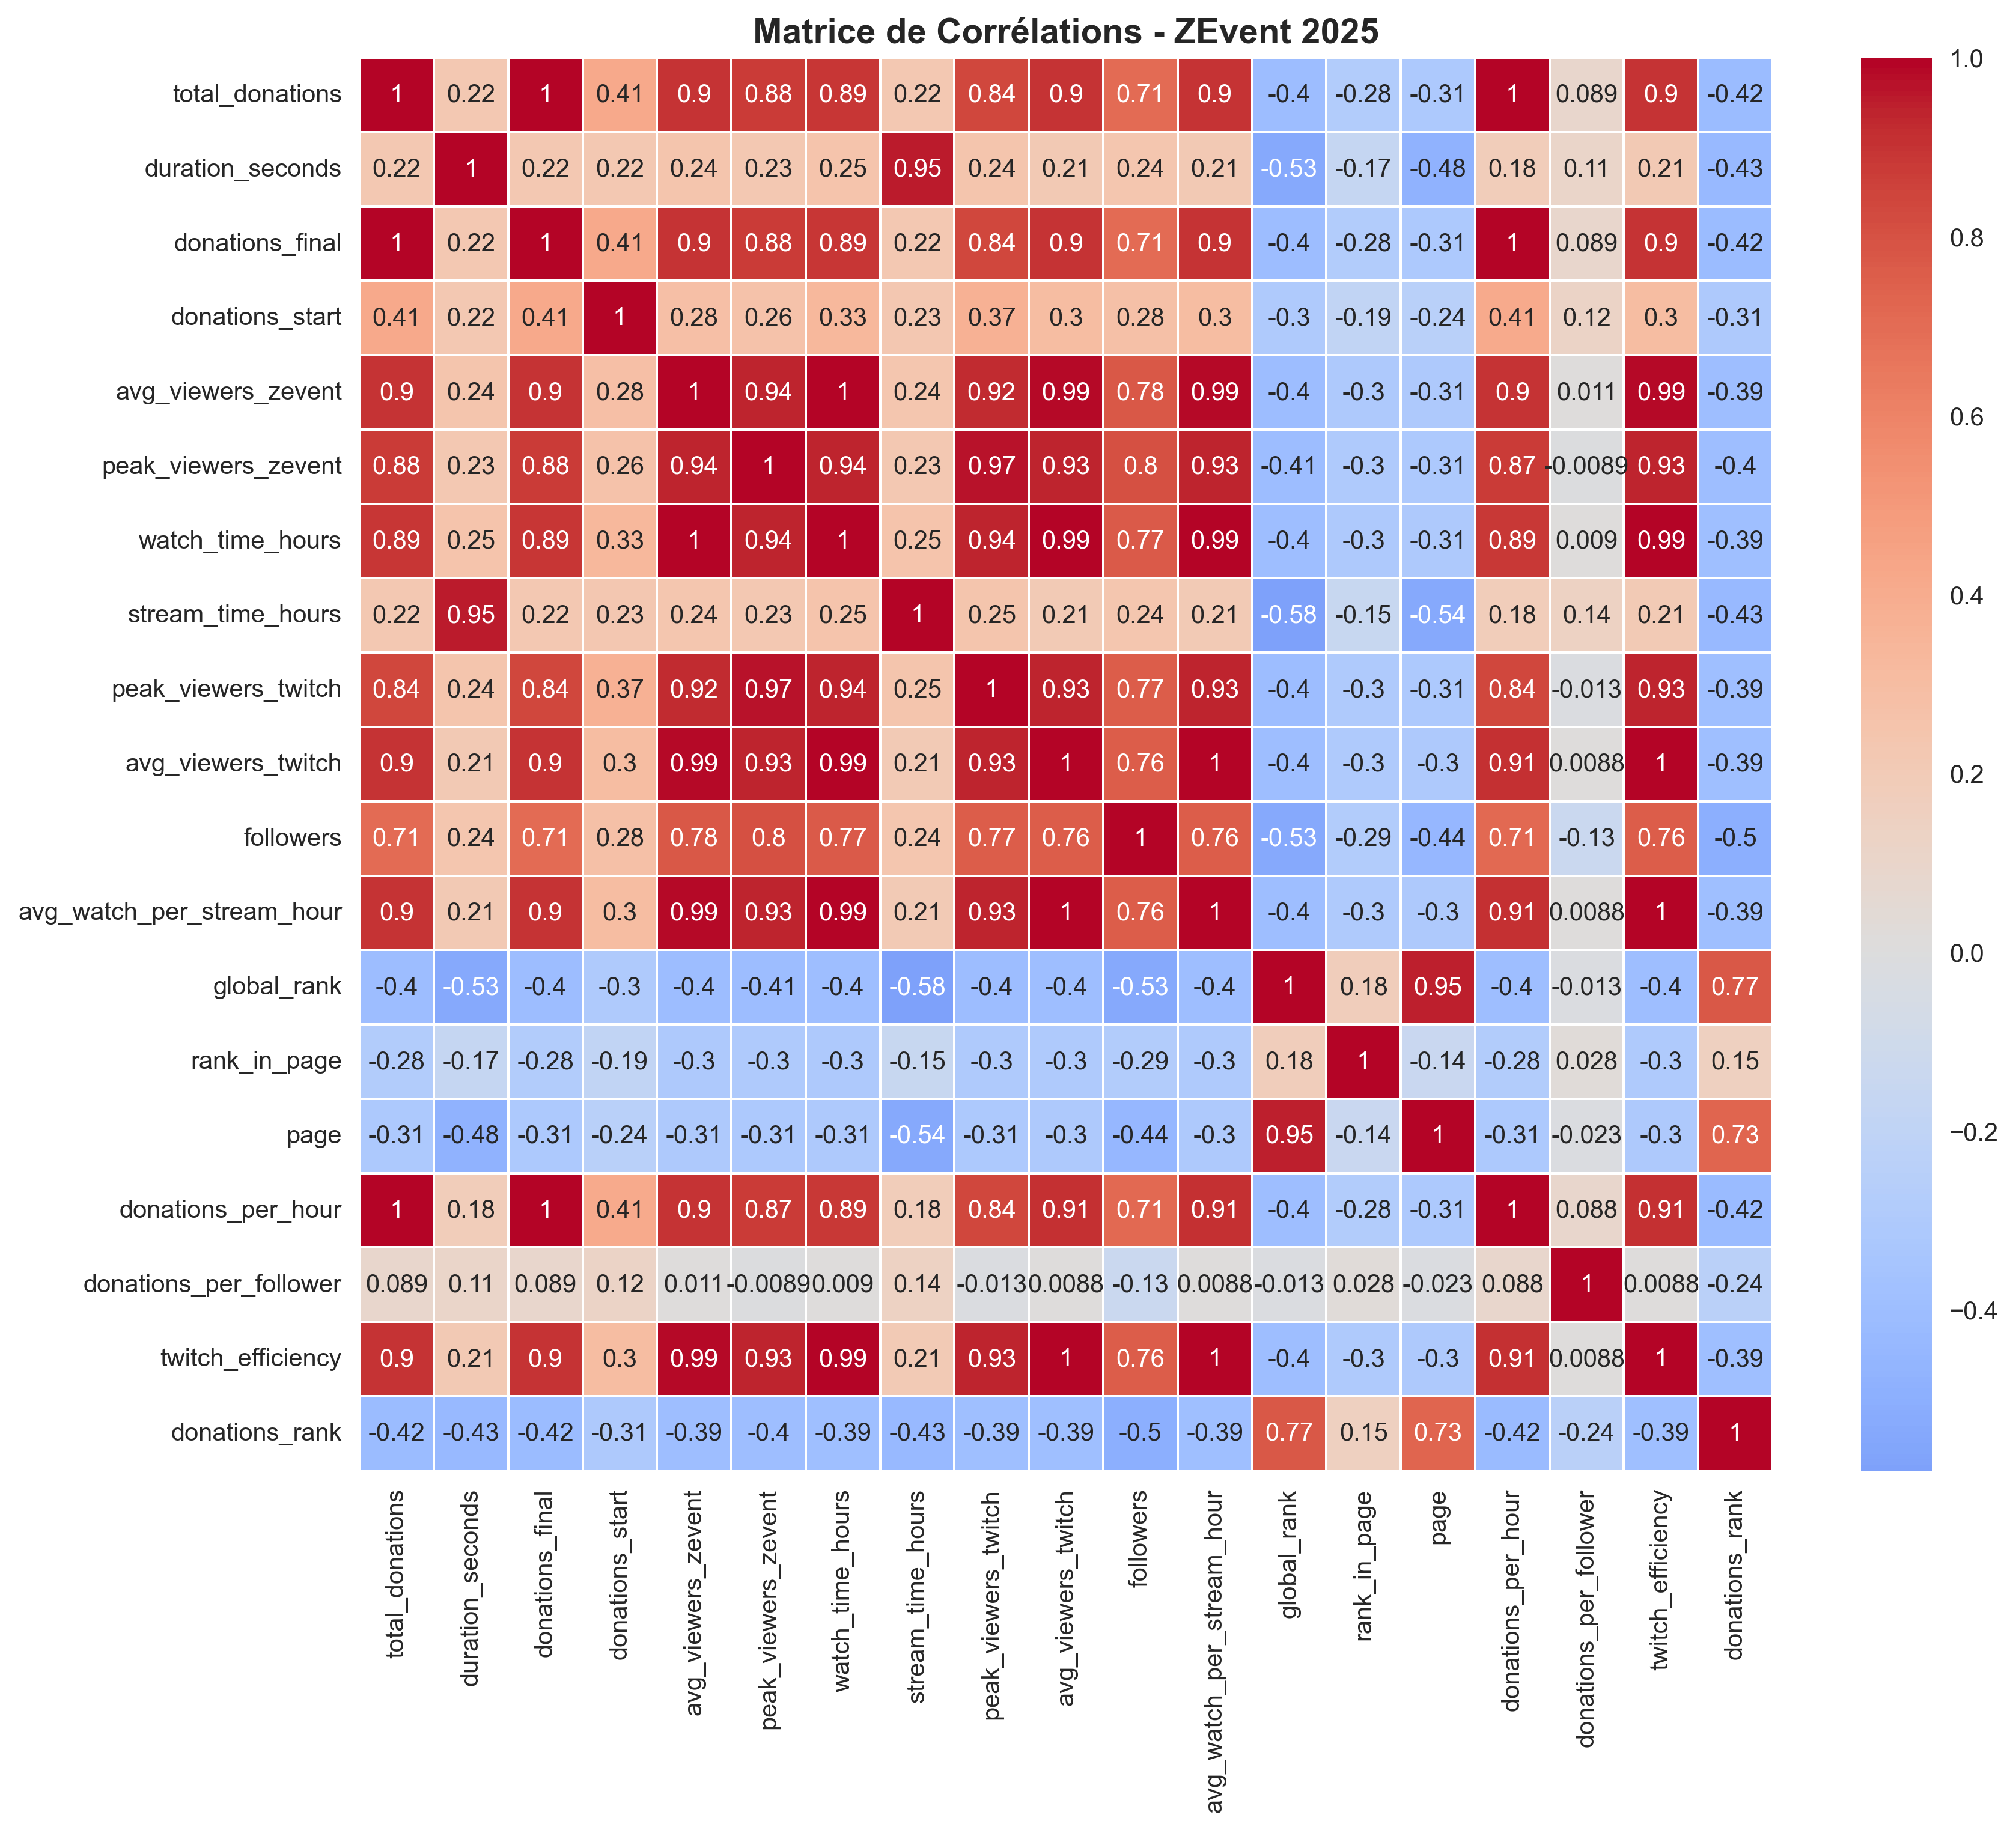 Matrice de Corrélations - ZEvent 2025
total_donations 1 0.22 1 0.41 0.9 0.88 0.89 0.22 0.84 0.9 0.71 0.9 -0.4 -0.28 -0.31 1 0.089 0.9 -0.42
duration_seconds 0.22 1 0.22 0.22 0.24 0.23 0.25 0.95 0.24 0.21 0.24 0.21 -0.53 -0.17 -0.48 0.18 0.11 0.21 -0.43
donations_final 1 0.22 1 0.41 0.9 0.88 0.89 0.22 0.84 0.9 0.71 0.9 -0.4 -0.28 -0.31 1 0.089 0.9 -0.42
donations_start 0.41 0.22 0.41 1 0.28 0.26 0.33 0.23 0.37 0.3 0.28 0.3 -0.3 -0.19 -0.24 0.41 0.12 0.3 -0.31
avg_viewers_zevent 0.9 0.24 0.9 0.28 1 0.94 1 0.24 0.92 0.99 0.78 0.99 -0.4 -0.3 -0.31 0.9 0.011 0.99 -0.39
peak_viewers_zevent 0.88 0.23 0.88 0.26 0.94 1 0.94 0.23 0.97 0.93 0.8 0.93 -0.41 -0.3 -0.31 0.87 -0.0089 0.93 -0.4
watch_time_hours 0.89 0.25 0.89 0.33 1 0.94 1 0.25 0.94 0.99 0.77 0.99 -0.4 -0.3 -0.31 0.89 0.009 0.99 -0.39
stream_time_hours 0.22 0.95 0.22 0.23 0.24 0.23 0.25 1 0.25 0.21 0.24 0.21 -0.58 -0.15 -0.54 0.18 0.14 0.21 -0.43
peak_viewers_twitch 0.84 0.24 0.84 0.37 0.92 0.97 0.94 0.25 1 0.93 0.77 0.93 -0.4 -0.3 -0.31 0.84 -0.013 0.93 -0.39
avg_viewers_twitch 0.9 0.21 0.9 0.3 0.99 0.93 0.99 0.21 0.93 1 0.76 1 -0.4 -0.3 -0.3 0.91 0.0088 1 -0.39
followers 0.71 0.24 0.71 0.28 0.78 0.8 0.77 0.24 0.77 0.76 1 0.76 -0.53 -0.29 -0.44 0.71 -0.13 0.76 -0.5
avg_watch_per_stream_hour 0.9 0.21 0.9 0.3 0.99 0.93 0.99 0.21 0.93 1 0.76 1 -0.4 -0.3 -0.3 0.91 0.0088 1 -0.39
global_rank -0.4 -0.53 -0.4 -0.3 -0.4 -0.41 -0.4 -0.58 -0.4 -0.4 -0.53 -0.4 1 0.18 0.95 -0.4 -0.013 -0.4 0.77
rank_in_page -0.28 -0.17 -0.28 -0.19 -0.3 -0.3 -0.3 -0.15 -0.3 -0.3 -0.29 -0.3 0.18 1 -0.14 -0.28 0.028 -0.3 0.15
page -0.31 -0.48 -0.31 -0.24 -0.31 -0.31 -0.31 -0.54 -0.31 -0.3 -0.44 -0.3 0.95 -0.14 1 -0.31 -0.023 -0.3 0.73
donations_per_hour 1 0.18 1 0.41 0.9 0.87 0.89 0.18 0.84 0.91 0.71 0.91 -0.4 -0.28 -0.31 1 0.088 0.91 -0.42
donations_per_follower 0.089 0.11 0.089 0.12 0.011 -0.0089 0.009 0.14 -0.013 0.0088 -0.13 0.0088 -0.013 0.028 -0.023 0.088 1 0.0088 -0.24
twitch_efficiency 0.9 0.21 0.9 0.3 0.99 0.93 0.99 0.21 0.93 1 0.76 1 -0.4 -0.3 -0.3 0.91 0.0088 1 -0.39
donations_rank -0.42 -0.43 -0.42 -0.31 -0.39 -0.4 -0.39 -0.43 -0.39 -0.39 -0.5 -0.39 0.77 0.15 0.73 -0.42 -0.24 -0.39 1
total_donations
duration_seconds
donations_final
donations_start
avg_viewers_zevent
peak_viewers_zevent
watch_time_hours
stream_time_hours
peak_viewers_twitch
avg_viewers_twitch
followers
avg_watch_per_stream_hour
global_rank
rank_in_page
page
donations_per_hour
donations_per_follower
twitch_efficiency
donations_rank
1.0
0.8
0.6
0.4
0.2
0.0
−0.2
−0.4